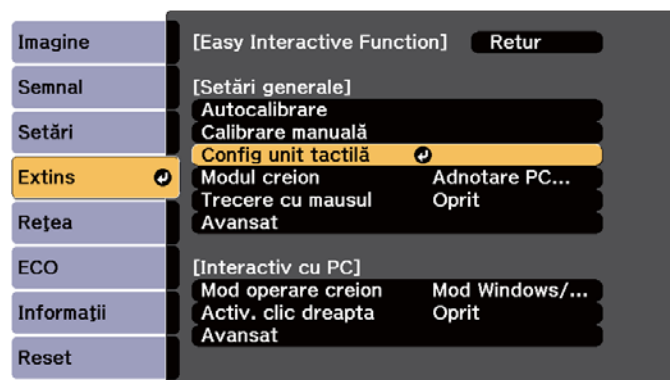 Imagine
Semnal
Setări
Extins
Reţea
ECO
Informaţii
Reset
[Easy Interactive Function] Retur
[Setări generale]
Autocalibrare
Calibrare manuală
Config unit tactilă
Modul creion Adnotare PC...
Trecere cu mausul Oprit
Avansat
[Interactiv cu PC]
Mod operare creion Mod Windows/...
Activ. clic dreapta Oprit
Avansat